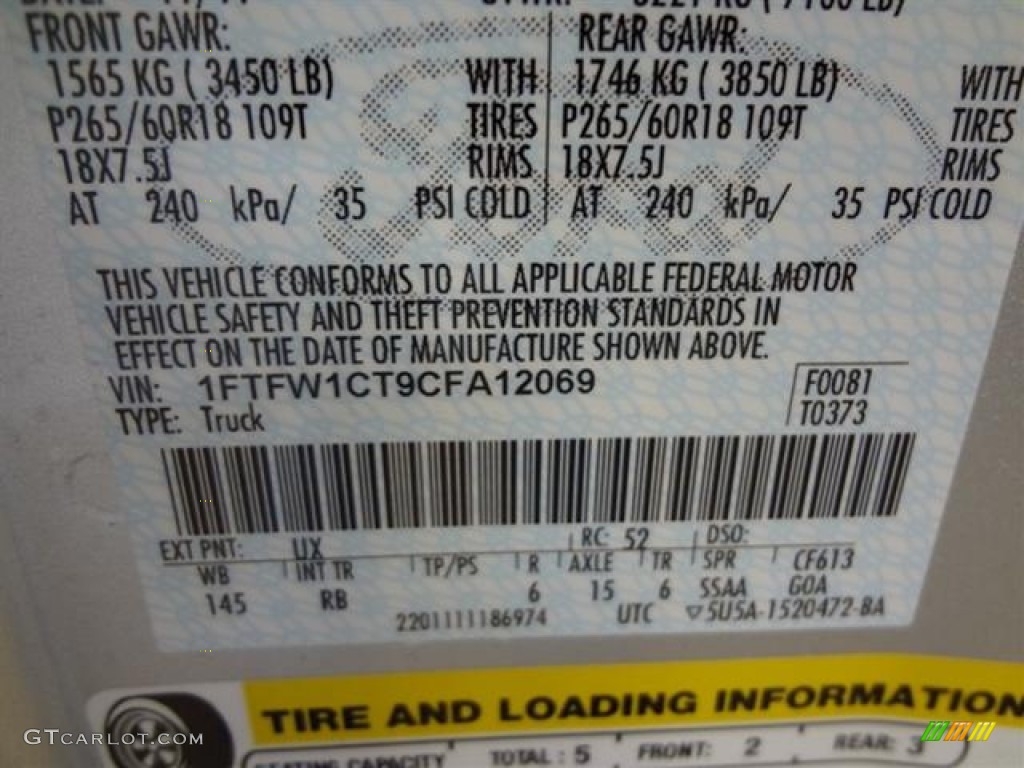 FRONT GAWR: REAR GAWR:
1565 KG ( 3450 LB) WITH 1746 KG ( 3850 LB) WITH
P265/60R18 109T TIRES P265/60R18 109T TIRES
18X7.5J RIMS 18X7.5J RIMS
AT 240 kPa/ 35 PSI COLD AT 240 kPa/ 35 PSI COLD
THIS VEHICLE CONFORMS TO ALL APPLICABLE FEDERAL MOTOR
VEHICLE SAFETY AND THEFT PREVENTION STANDARDS IN
EFFECT ON THE DATE OF MANUFACTURE SHOWN ABOVE.
VIN: 1FTFW1CT9CFA12069 F0081
TYPE: Truck T0373
EXT PNT: UX RC: 52 DSO:
WB INT TR TP/PS R AXLE TR SPR CF613
145 RB 6 15 6 SSAA GOA
2201111186974 UTC ▽5U5A-1520472-BA
TIRE AND LOADING INFORMATION
SEATING CAPACITY TOTAL: 5 FRONT: 2 REAR: 3
GTCARLOT.COM